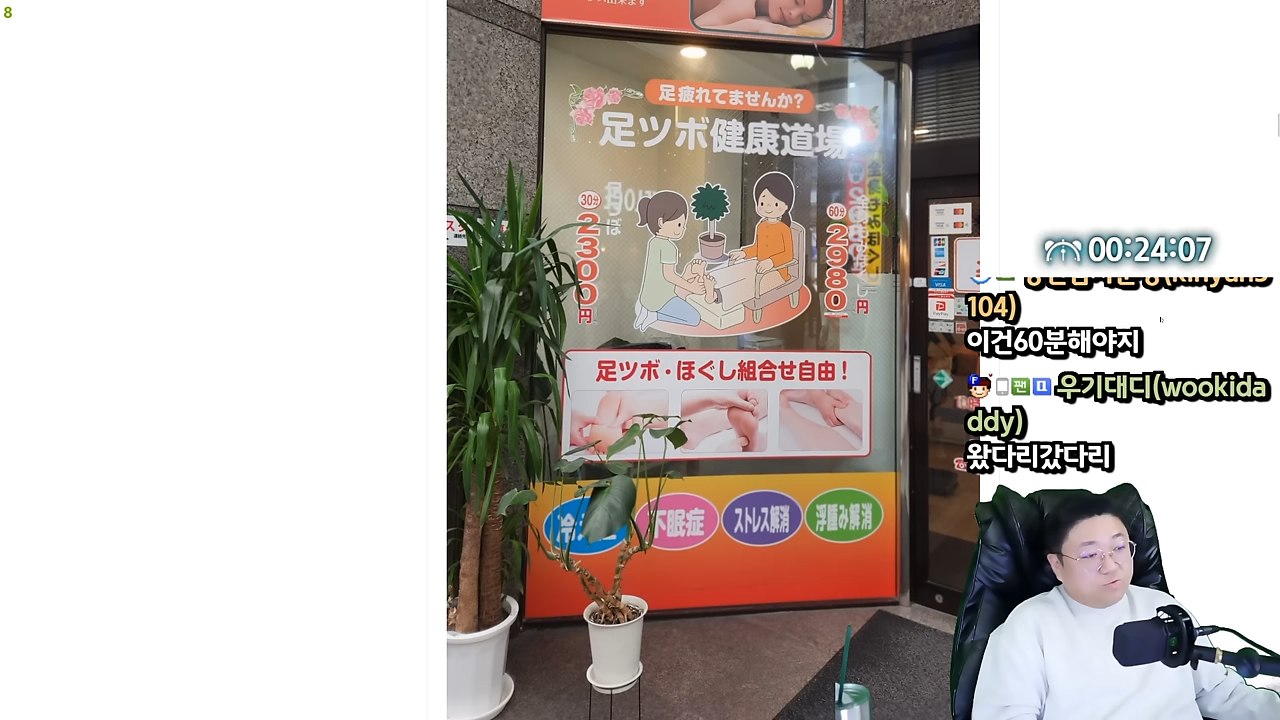 8
足疲れてませんか?
足ツボ健康道場
30分
2300円
60分
2980円
足ツボ・ほぐし組合せ自由！
不眠症
ストレス解消
浮腫み解消
VISA
PayPay
00:24:07
104)
이건60분해야지
우기대디(wookida
ddy)
왔다리갔다리